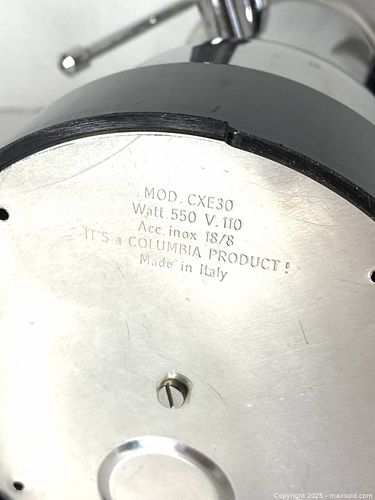 MOD. CXE30
Watt 550 V. 110
Acc. inox 18/8
IT'S a COLUMBIA PRODUCT!
Made in Italy
Copyright 2025 - maxsold.com